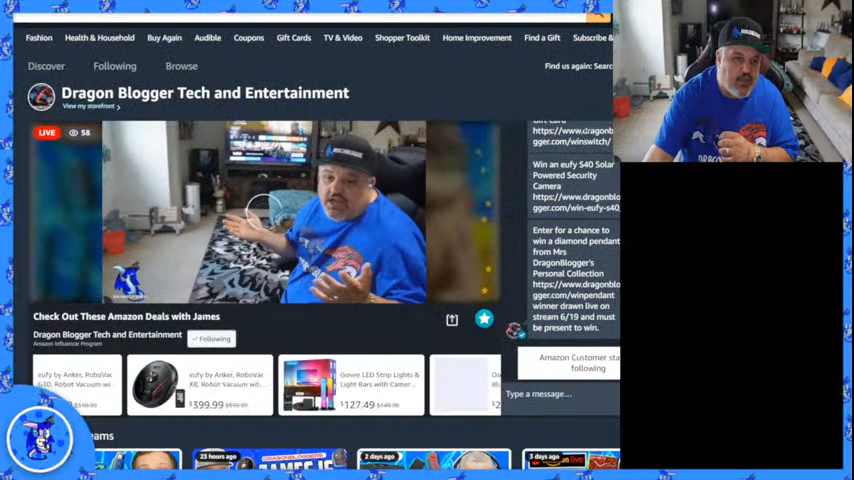 Fashion Health & Household Buy Again Audible Coupons Gift Cards TV & Video Shopper Toolkit Home Improvement Find a Gift Subscribe &
Discover Following Browse
Find us again: Searc
Dragon Blogger Tech and Entertainment
View my storefront
LIVE 58
Gift Card
https://www.dragonb
gger.com/winswitch/
Win an eufy S40 Solar
Powered Security
Camera
https://www.dragonblo
gger.com/win-eufy-s40
Enter for a chance to
win a diamond pendant
from Mrs
DragonBlogger's
Personal Collection
https://www.dragonblo
gger.com/winpendant
winner drawn live on
stream 6/19 and must
be present to win.
Check Out These Amazon Deals with James
Dragon Blogger Tech and Entertainment
Amazon Influencer Program
Following
eufy by Anker, RoboVac
G30, Robot Vacuum wi...
eufy by Anker, RoboVac
X8, Robot Vacuum wit...
$399.99
Govee LED Strip Lights &
Light Bars with Camer...
$127.49 $149.99
Amazon Customer sta
following
Type a message...
eams
23 hours ago
2 days ago
3 days ago